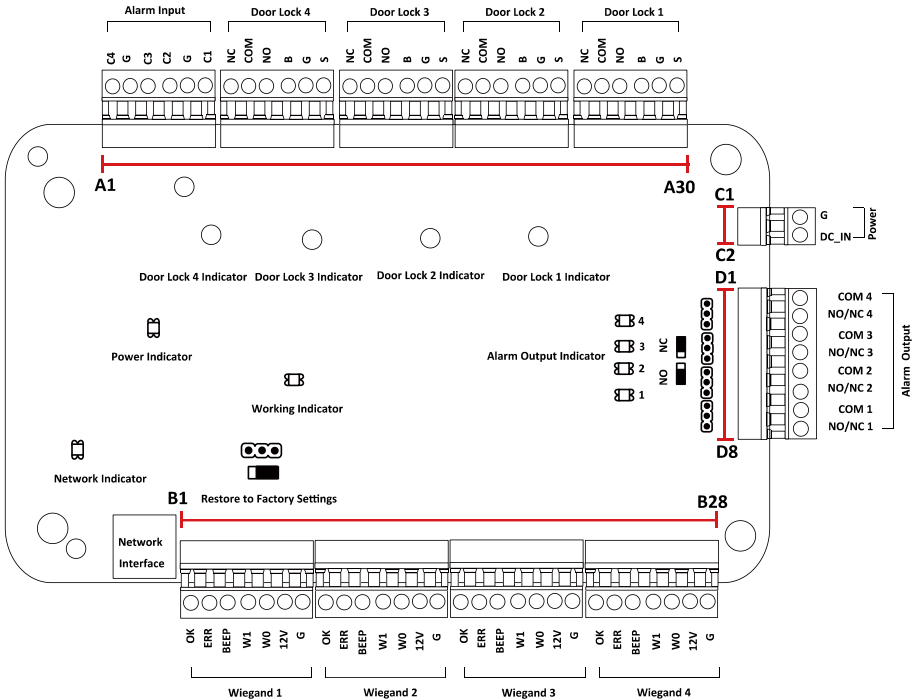 Alarm Input
Door Lock 4
Door Lock 3
Door Lock 2
Door Lock 1
C4 G C3 C2 G C1
NC COM NO B G S
NC COM NO B G S
NC COM NO B G S
NC COM NO B G S
A1
A30
C1
G
DC_IN
Power
C2
Door Lock 4 Indicator
Door Lock 3 Indicator
Door Lock 2 Indicator
Door Lock 1 Indicator
D1
COM 4
NO/NC 4
COM 3
NO/NC 3
COM 2
NO/NC 2
COM 1
NO/NC 1
Alarm Output
4
3
2
1
NC
NO
Alarm Output Indicator
Power Indicator
Working Indicator
D8
Network Indicator
Restore to Factory Settings
B1
B28
Network
Interface
OK ERR BEEP W1 W0 12V G
OK ERR BEEP W1 W0 12V G
OK ERR BEEP W1 W0 12V G
OK ERR BEEP W1 W0 12V G
Wiegand 1
Wiegand 2
Wiegand 3
Wiegand 4